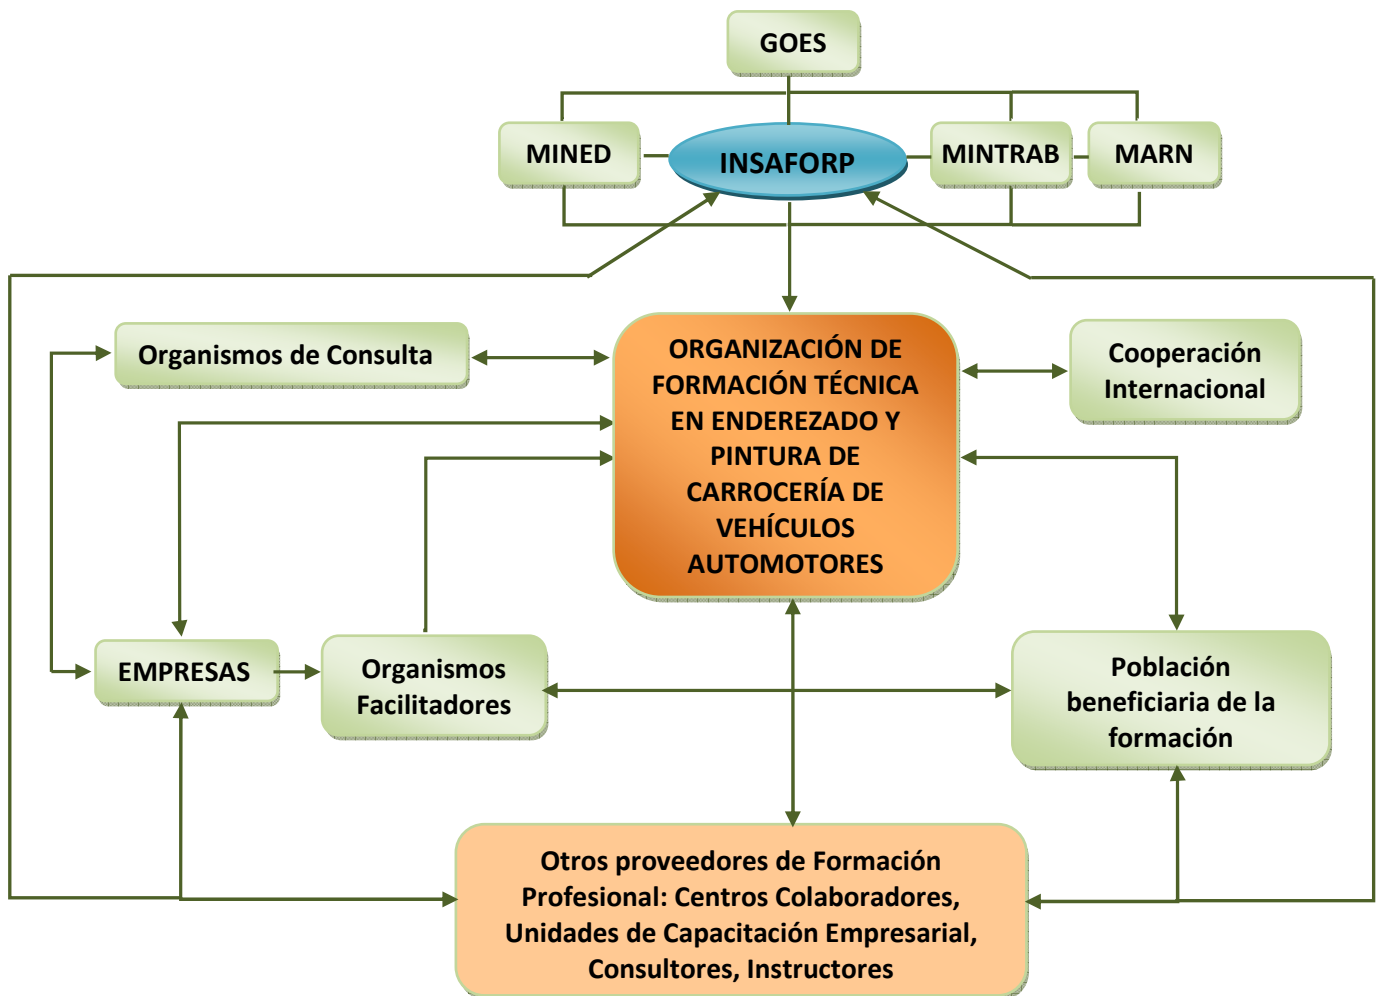 GOES
MINED
INSAFORP
MINTRAB
MARN
Organismos de Consulta
ORGANIZACIÓN DE
FORMACIÓN TÉCNICA
EN ENDEREZADO Y
PINTURA DE
CARROCERÍA DE
VEHÍCULOS
AUTOMOTORES
Cooperación
Internacional
EMPRESAS
Organismos
Facilitadores
Población
beneficiaria de la
formación
Otros proveedores de Formación
Profesional: Centros Colaboradores,
Unidades de Capacitación Empresarial,
Consultores, Instructores